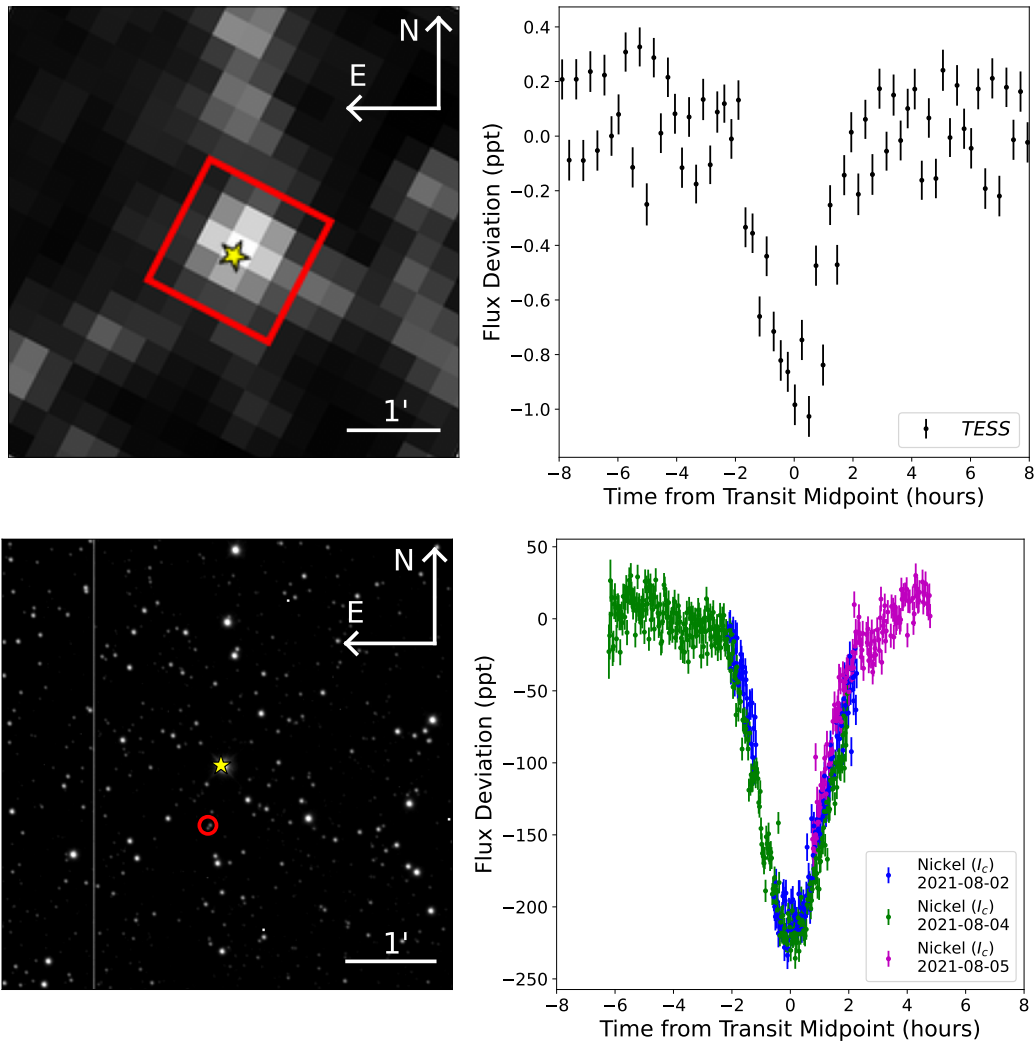 N
E
1'
0.4
0.2
0.0
−0.2
−0.4
−0.6
−0.8
−1.0
Flux Deviation (ppt)
TESS
−8 −6 −4 −2 0 2 4 6 8
Time from Transit Midpoint (hours)
N
E
1'
50
0
−50
−100
−150
−200
−250
Flux Deviation (ppt)
Nickel (I_c)
2021-08-02
Nickel (I_c)
2021-08-04
Nickel (I_c)
2021-08-05
−8 −6 −4 −2 0 2 4 6 8
Time from Transit Midpoint (hours)